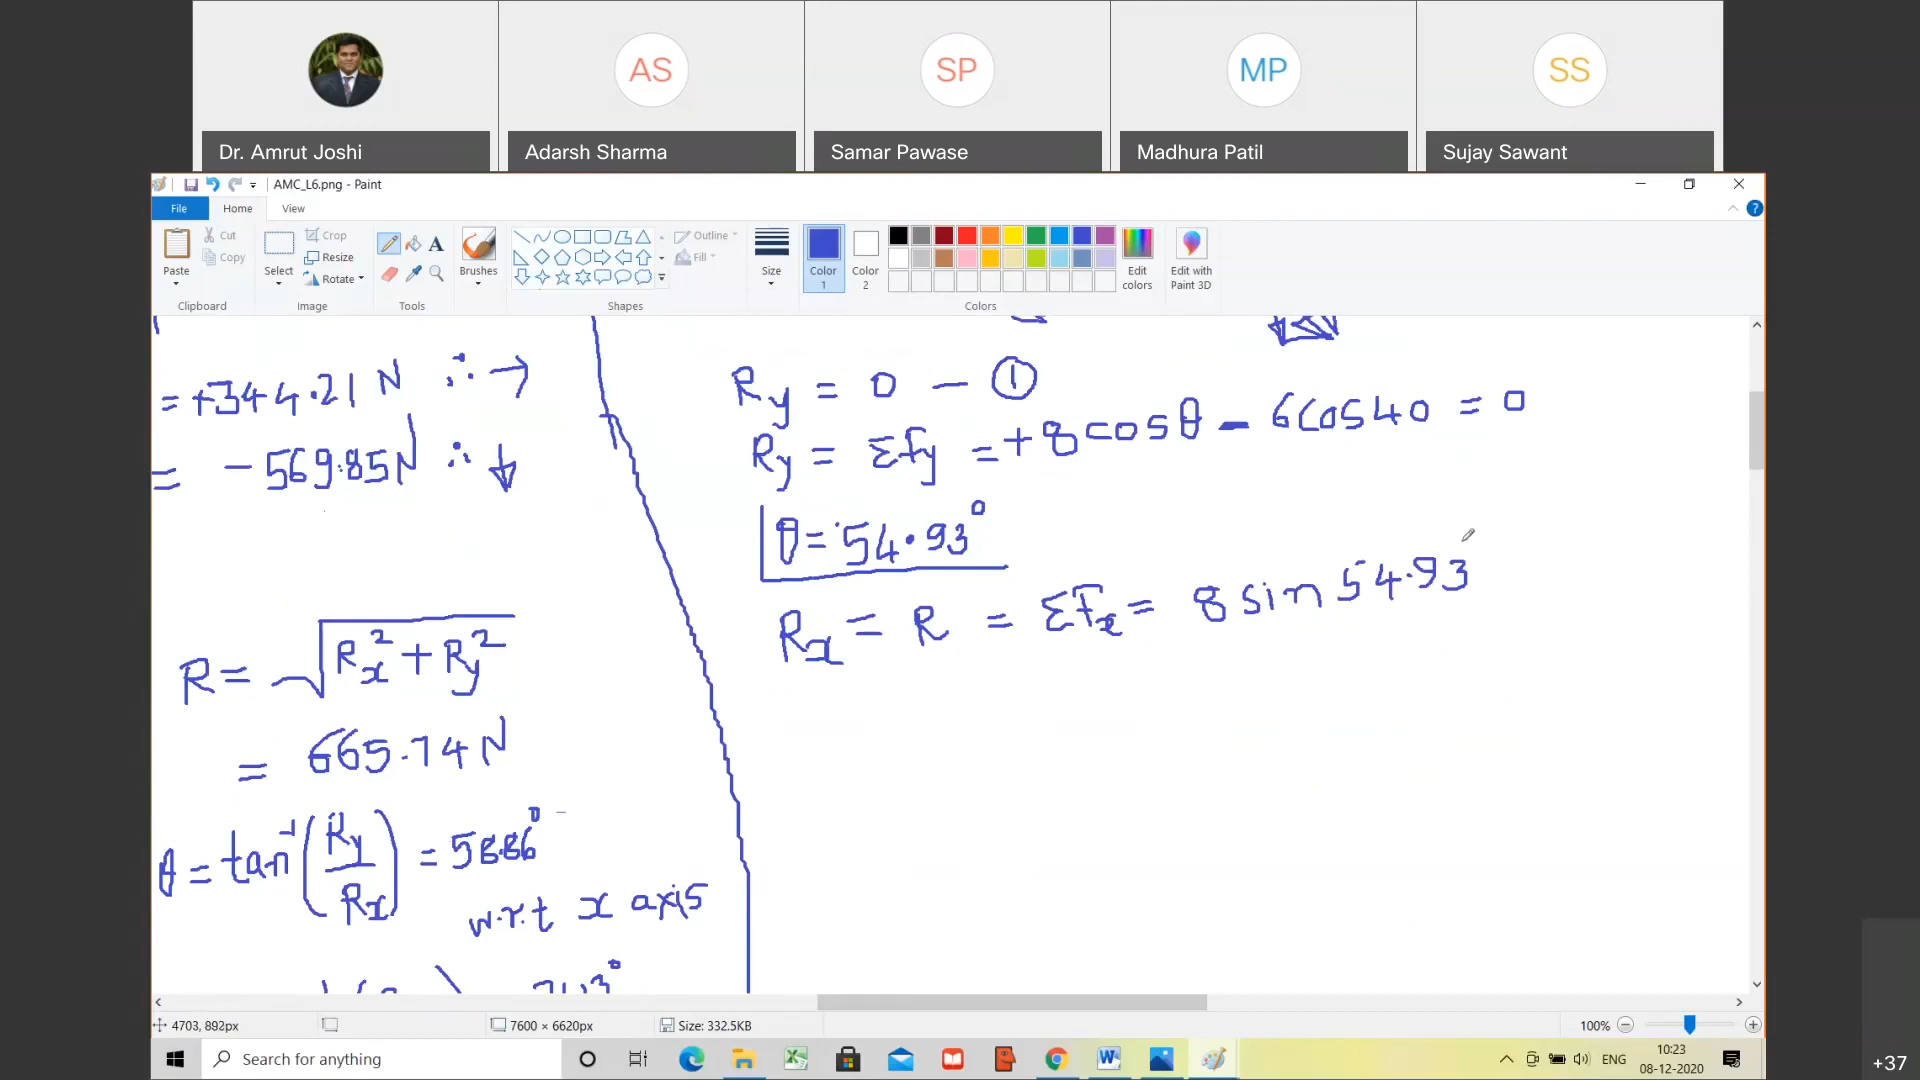 AS
SP
MP
SS
Dr. Amrut Joshi
Adarsh Sharma
Samar Pawase
Madhura Patil
Sujay Sawant
AMC_L6.png - Paint
File
Home
View
Paste
Cut
Copy
Clipboard
Select
Crop
Resize
Rotate
Image
A
Tools
Brushes
Outline
Fill
Shapes
Size
Color 1
Color 2
Edit colors
Colors
Edit with Paint 3D
= +344.21 N ∴ →
= - 569.85N ∴ ↓
R = √Rx² + Ry²
= 665.74 N
θ = tan⁻¹(Ry/Rx) = 58.86°
w.r.t x axis
Ry = 0 - ①
Ry = ΣFy = +8cosθ - 6cos40 = 0
θ = 54.93°
Rx = R = ΣFx = 8 sin 54.93
4703, 892px
7600 × 6620px
Size: 332.5KB
100%
Search for anything
ENG
10:23
08-12-2020
+37